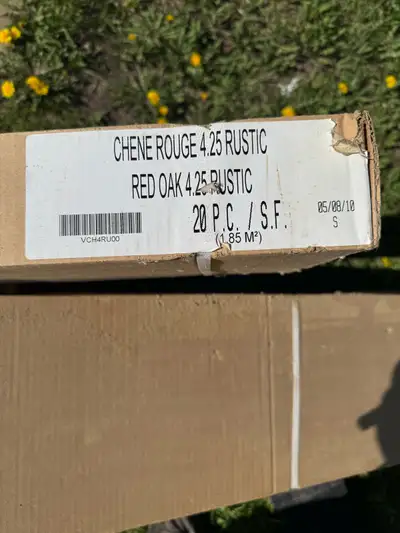 CHENE ROUGE 4.25 RUSTIC
RED OAK 4.25 RUSTIC
20 P.C. / S.F.
(1.85 M²)
05/08/10
S
VCH4RU00